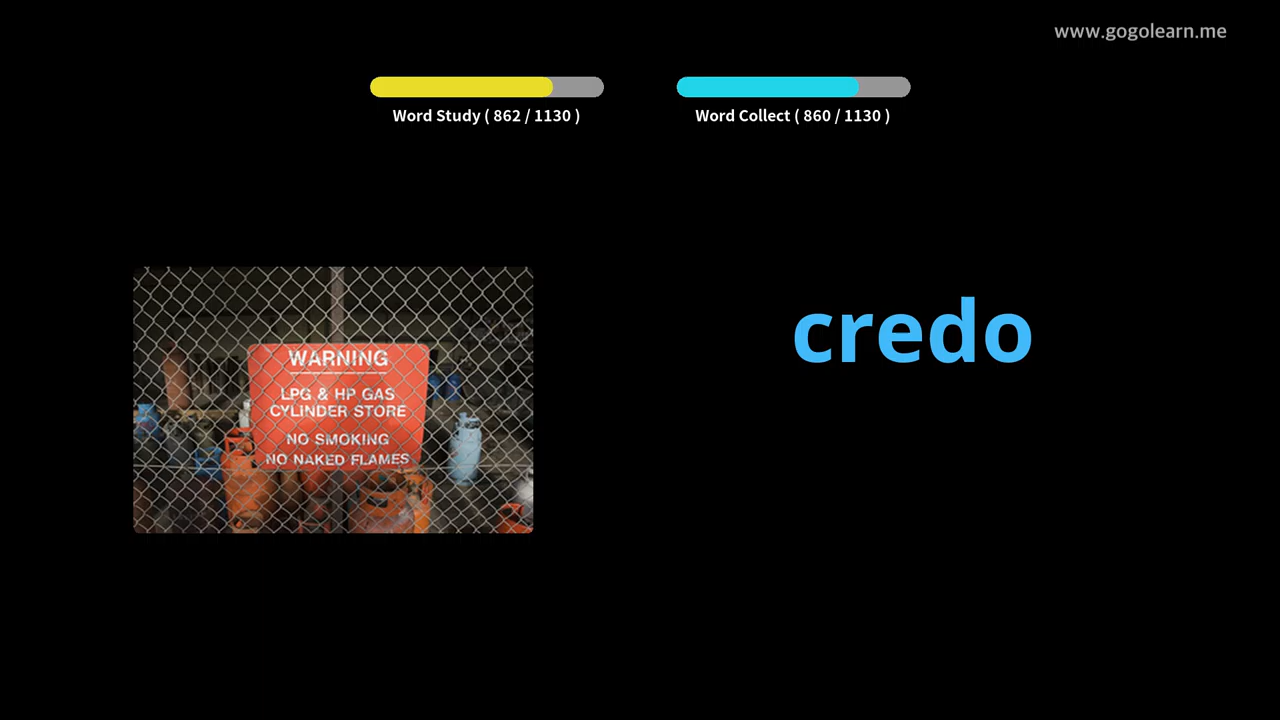 www.gogolearn.me
Word Study ( 862 / 1130 )
Word Collect ( 860 / 1130 )
WARNING
LPG & HP GAS
CYLINDER STORE
NO SMOKING
NO NAKED FLAMES
credo